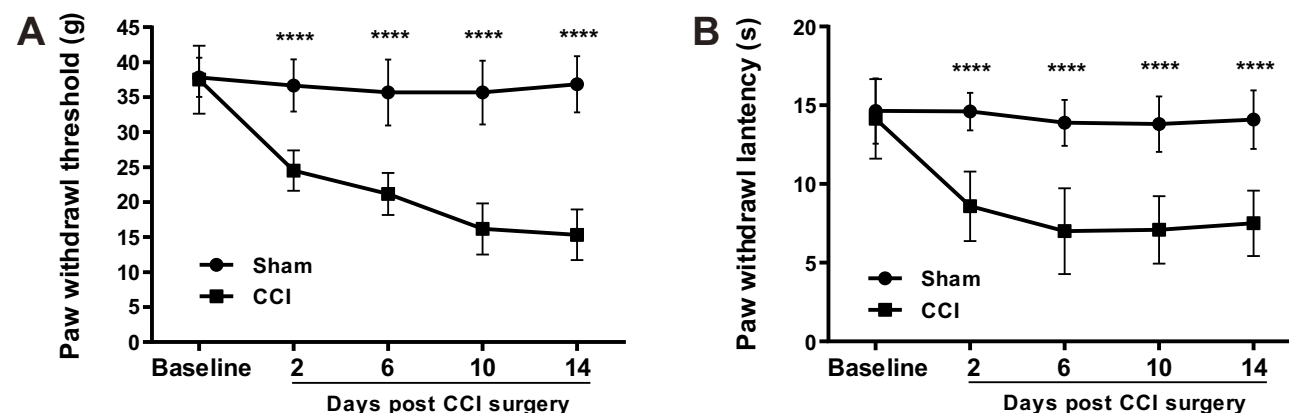 A
Paw withdrawl threshold (g)
45
40
35
30
25
20
15
10
5
0
**** **** **** ****
Sham
CCI
Baseline 2 6 10 14
Days post CCI surgery
B
Paw withdrawl lantency (s)
20
15
10
5
0
**** **** **** ****
Sham
CCI
Baseline 2 6 10 14
Days post CCI surgery